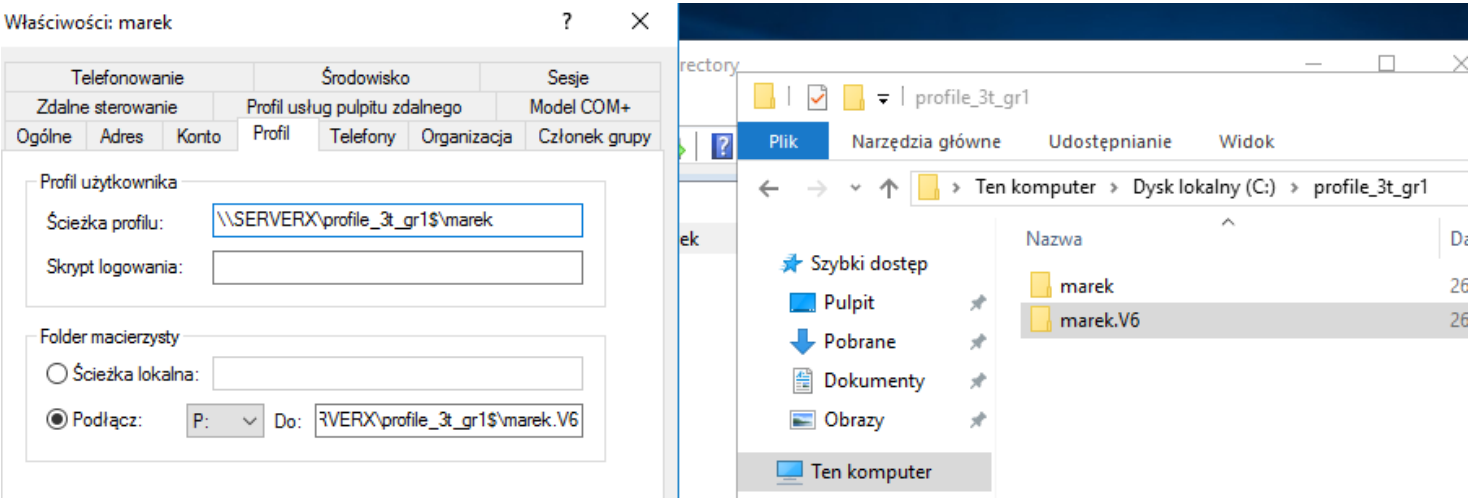 Właściwości: marek
Telefonowanie Środowisko Sesje
Zdalne sterowanie Profil usług pulpitu zdalnego Model COM+
Ogólne Adres Konto Profil Telefony Organizacja Członek grupy
Profil użytkownika
Ścieżka profilu: \\SERVERX\profile_3t_gr1$\marek
Skrypt logowania:
Folder macierzysty
Ścieżka lokalna:
Podłącz: P: Do: RVERX\profile_3t_gr1$\marek.V6
rectory
profile_3t_gr1
Plik Narzędzia główne Udostępnianie Widok
Ten komputer > Dysk lokalny (C:) > profile_3t_gr1
ek
Nazwa Da
Szybki dostęp
marek 26
Pulpit
marek.V6 26
Pobrane
Dokumenty
Obrazy
Ten komputer